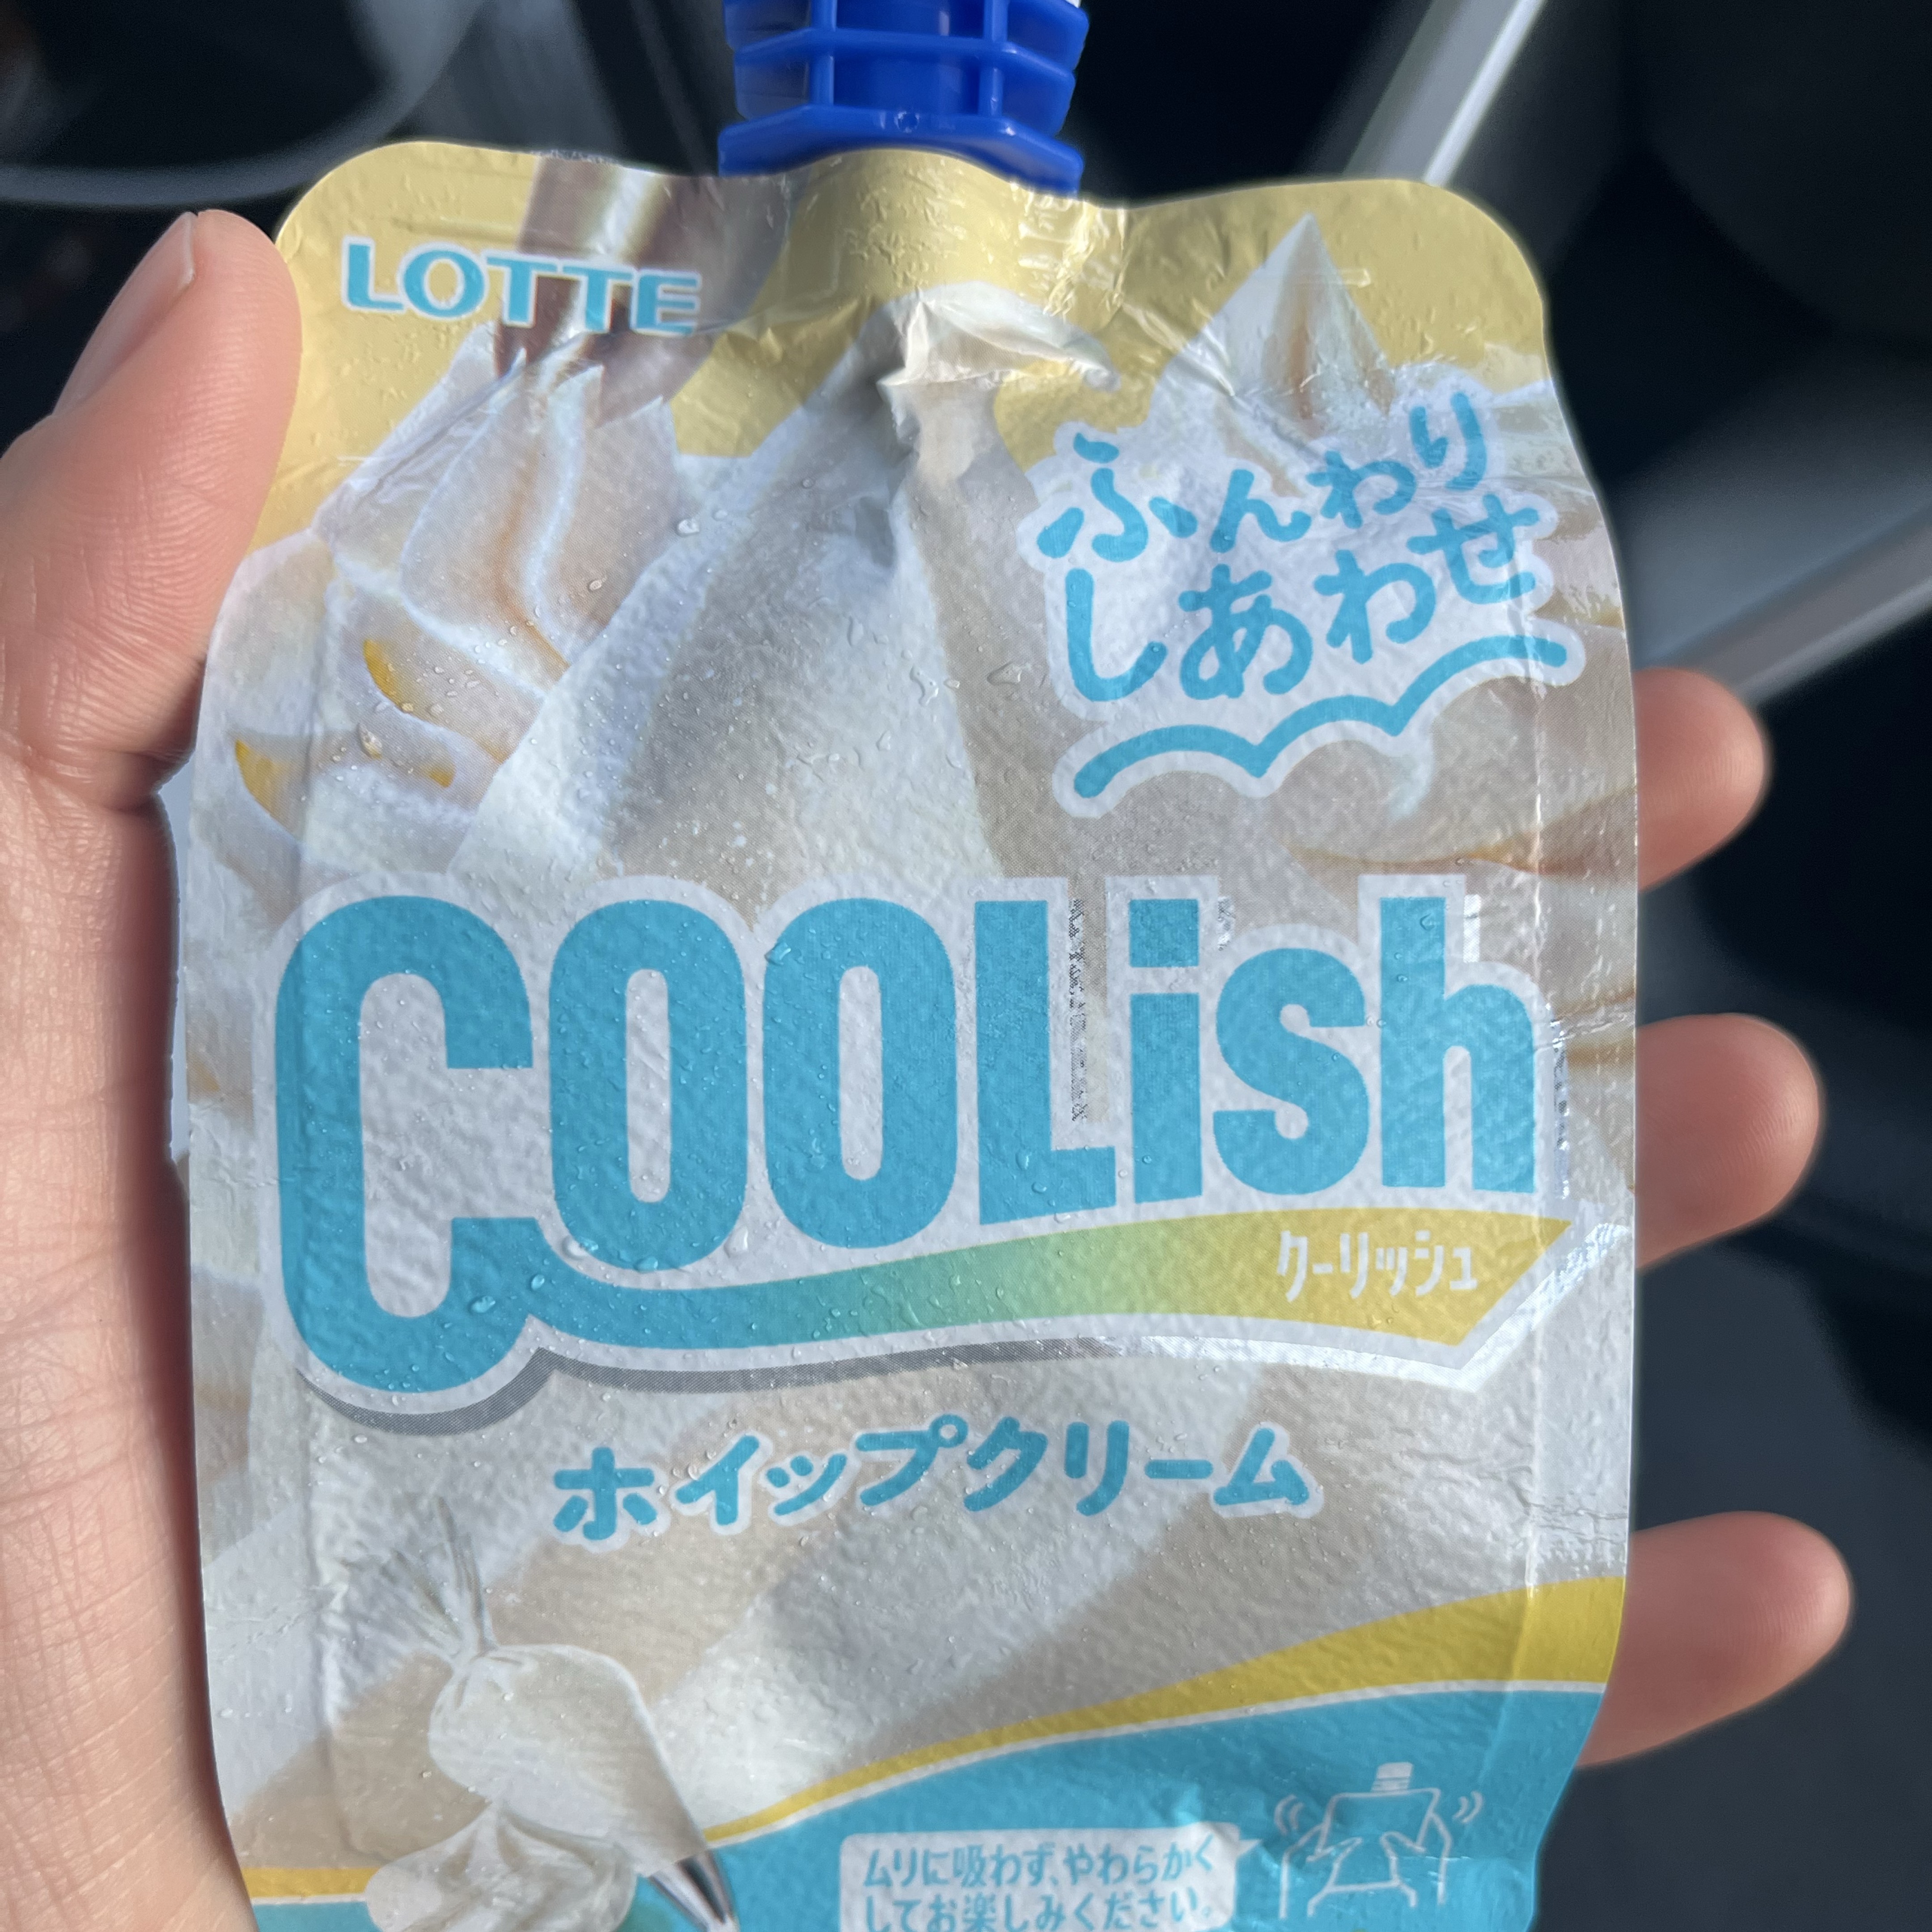 LOTTE
ふんわり
しあわせ
COOLish
クーリッシュ
ホイップクリーム
ムリに吸わず、やわらかく
してお楽しみください。